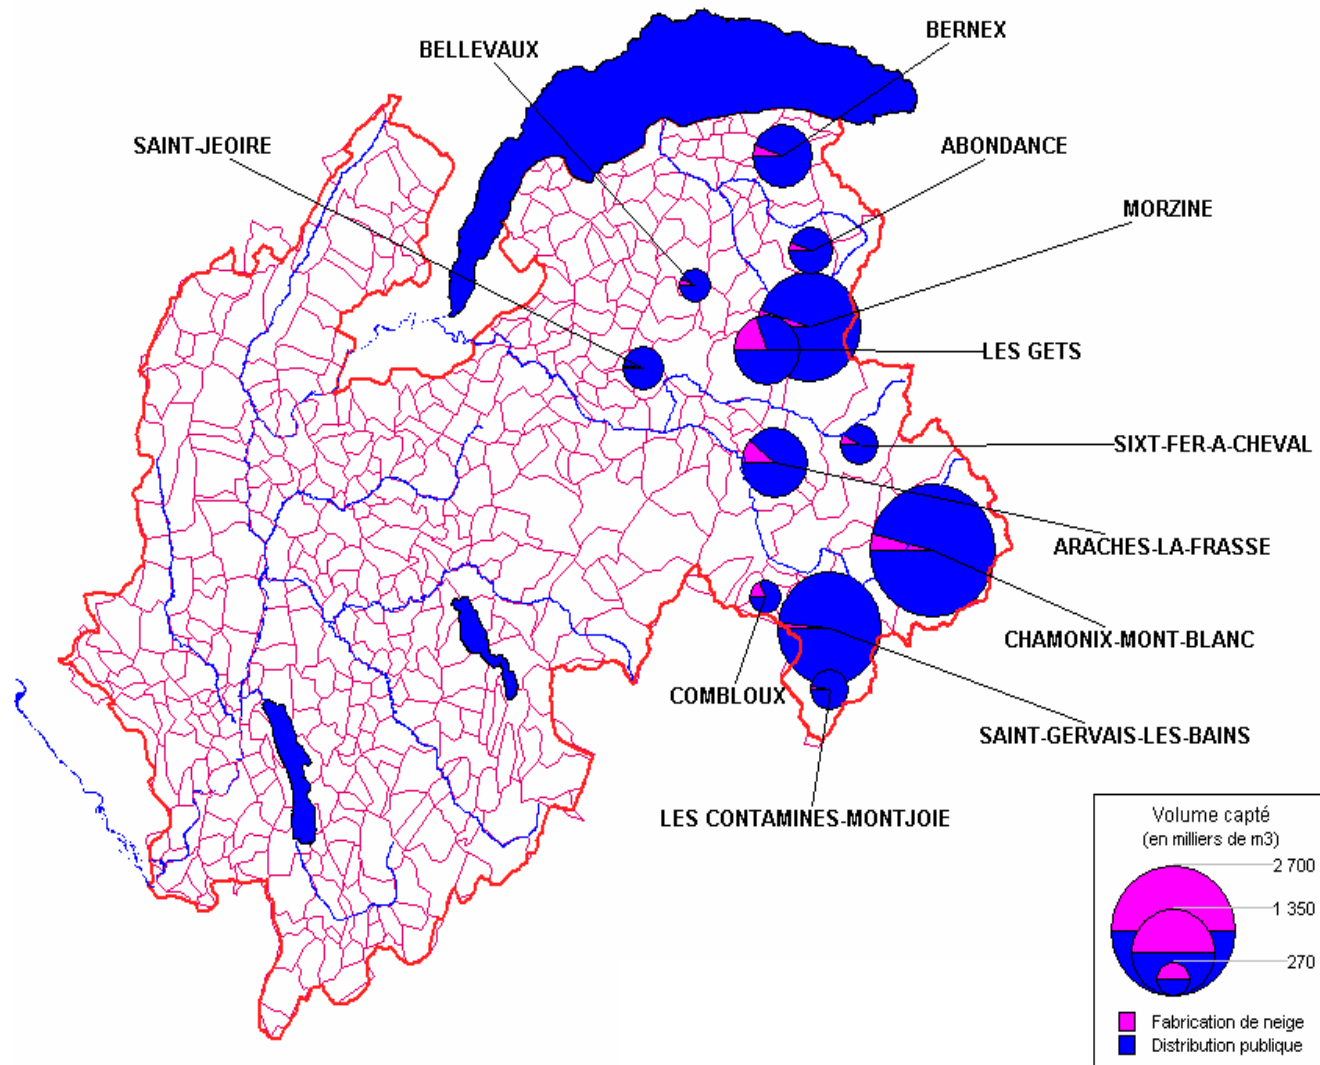 BERNEX
BELLEVAUX
SAINT-JEOIRE
ABONDANCE
MORZINE
LES GETS
SIXT-FER-A-CHEVAL
ARACHES-LA-FRASSE
CHAMONIX-MONT-BLANC
COMBLOUX
SAINT-GERVAIS-LES-BAINS
LES CONTAMINES-MONTJOIE
Volume capté
(en milliers de m3)
2 700
1 350
270
Fabrication de neige
Distribution publique